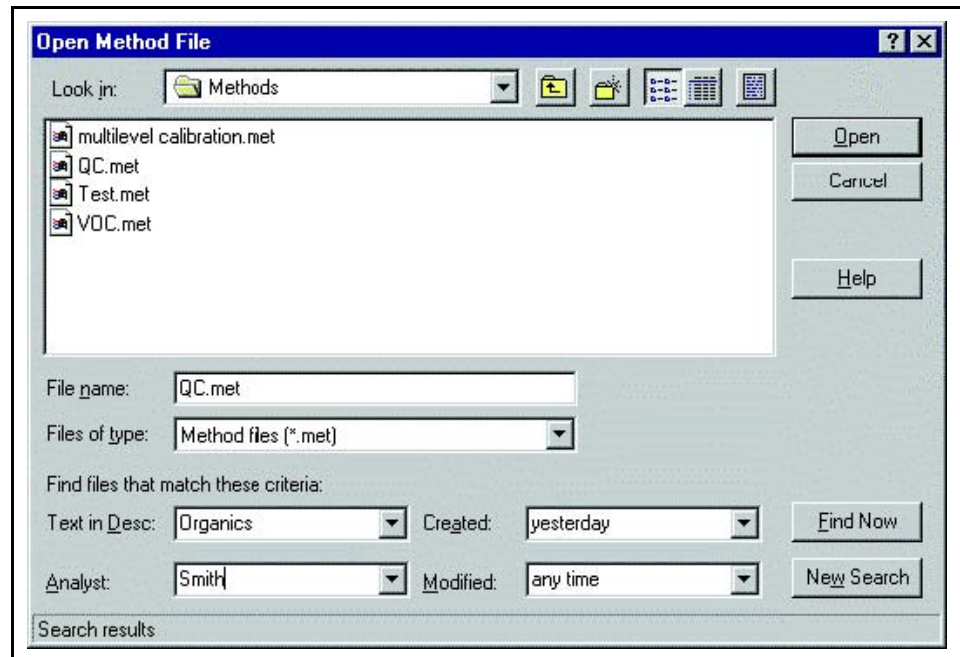 Open Method File
Look in: Methods
multilevel calibration.met
QC.met
Test.met
VOC.met
Open
Cancel
Help
File name: QC.met
Files of type: Method files (*.met)
Find files that match these criteria:
Text in Desc: Organics Created: yesterday Find Now
Analyst: Smith Modified: any time New Search
Search results